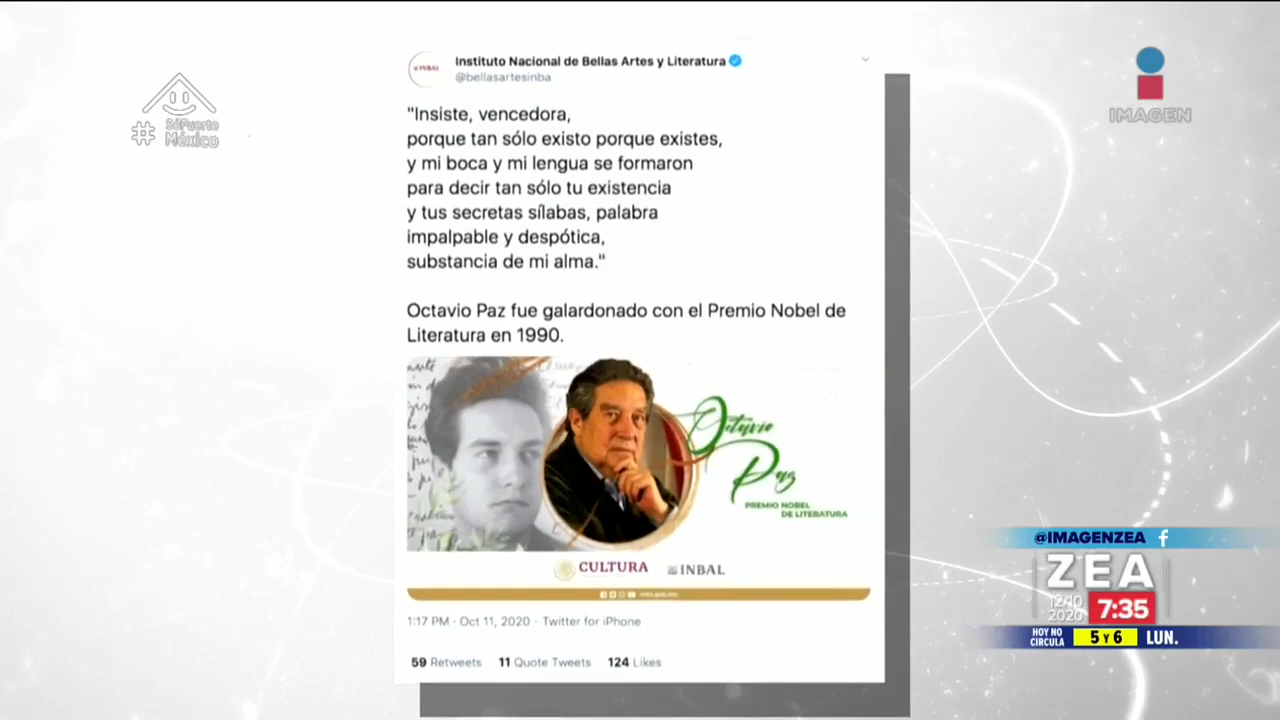 Instituto Nacional de Bellas Artes y Literatura
@bellasartesinba
INBAL
"Insiste, vencedora,
porque tan sólo existo porque existes,
y mi boca y mi lengua se formaron
para decir tan sólo tu existencia
y tus secretas sílabas, palabra
impalpable y despótica,
substancia de mi alma."
Octavio Paz fue galardonado con el Premio Nobel de
Literatura en 1990.
Octavio
Paz
PREMIO NOBEL
DE LITERATURA
CULTURA
INBAL
1:17 PM · Oct 11, 2020 · Twitter for iPhone
59 Retweets 11 Quote Tweets 124 Likes
#SéPuerto
México
IMAGEN
@IMAGENZEA
ZEA
12/10
2020
7:35
HOY NO
CIRCULA
5 Y 6
LUN.